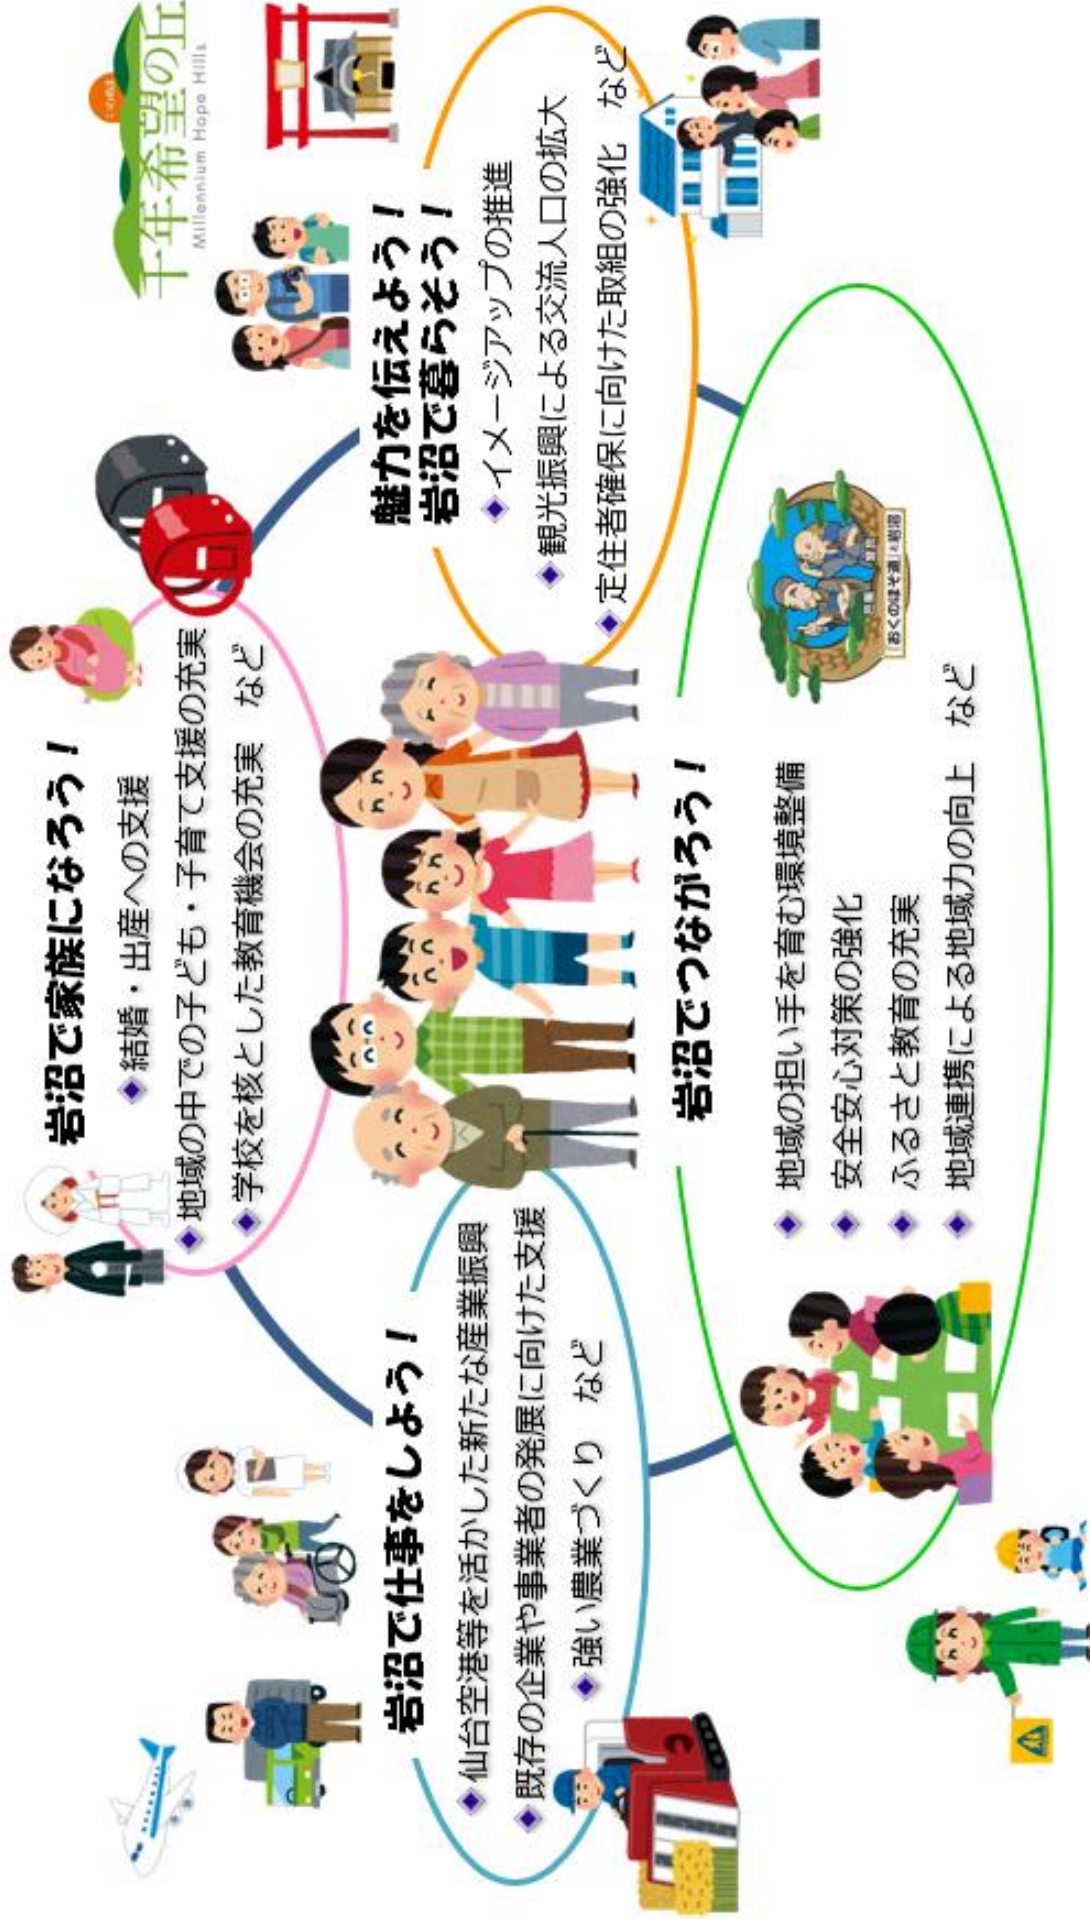 千年希望の丘
Millennium Hope Hills
岩沼で家族になろう！
◆結婚・出産への支援
◆地域の中での子ども・子育て支援の充実
◆学校を核とした教育機会の充実　など
岩沼で仕事をしよう！
◆仙台空港等を活かした新たな産業振興
◆既存の企業や事業者の発展に向けた支援
◆強い農業づくり　など
魅力を伝えよう！
岩沼で暮らそう！
◆イメージアップの推進
◆観光振興による交流人口の拡大
◆定住者確保に向けた取組の強化　など
岩沼でつながろう！
◆地域の担い手を育む環境整備
◆安全安心対策の強化
◆ふるさと教育の充実
◆地域連携による地域力の向上　など